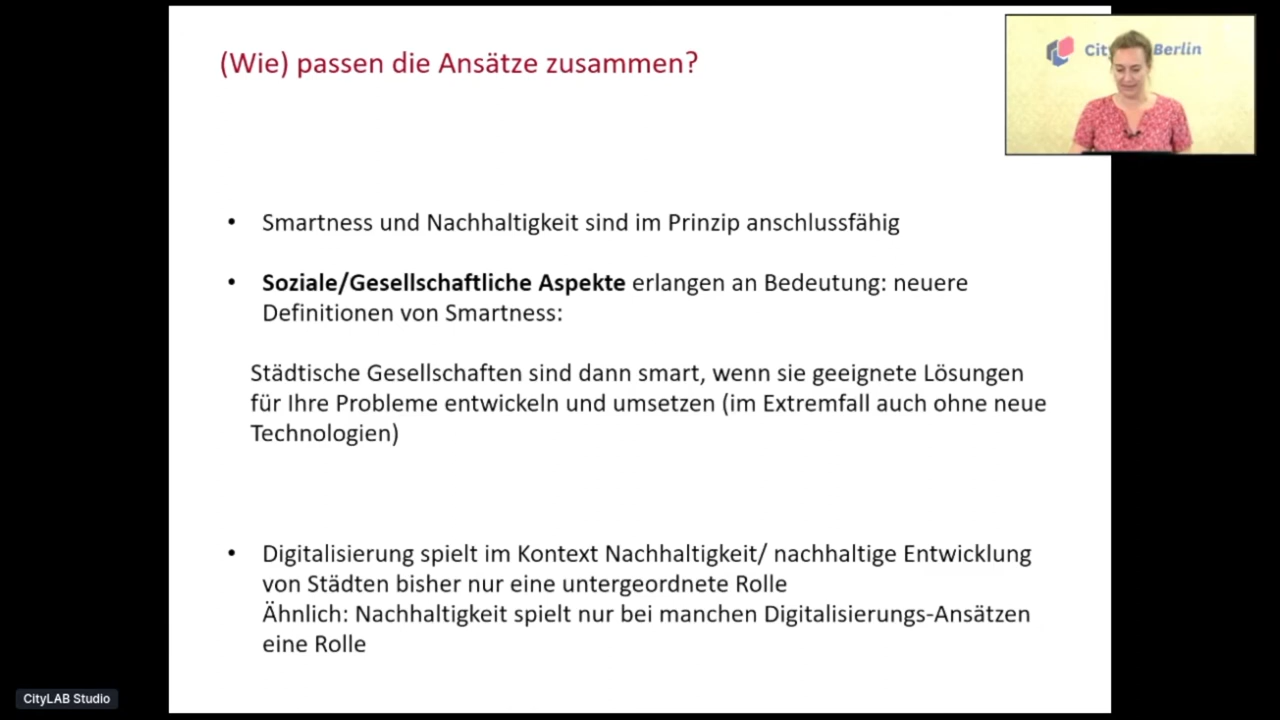 (Wie) passen die Ansätze zusammen?
City Berlin
• Smartness und Nachhaltigkeit sind im Prinzip anschlussfähig
• Soziale/Gesellschaftliche Aspekte erlangen an Bedeutung: neuere
Definitionen von Smartness:
Städtische Gesellschaften sind dann smart, wenn sie geeignete Lösungen
für Ihre Probleme entwickeln und umsetzen (im Extremfall auch ohne neue
Technologien)
• Digitalisierung spielt im Kontext Nachhaltigkeit/ nachhaltige Entwicklung
von Städten bisher nur eine untergeordnete Rolle
Ähnlich: Nachhaltigkeit spielt nur bei manchen Digitalisierungs-Ansätzen
eine Rolle
CityLAB Studio